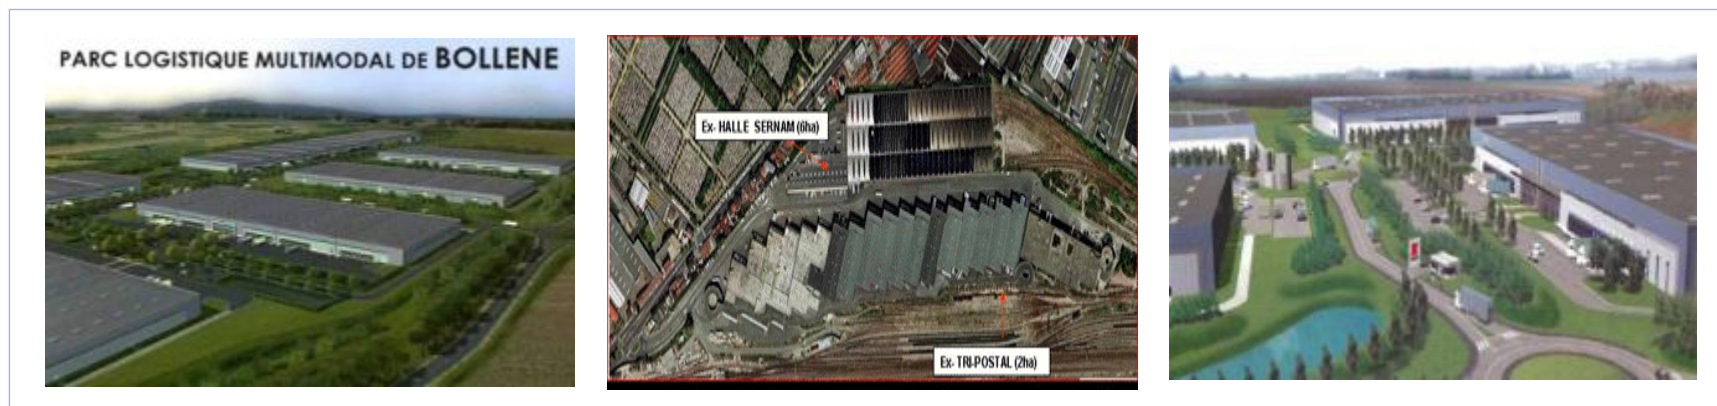 PARC LOGISTIQUE MULTIMODAL DE BOLLENE
Ex- HALLE SERNAM (6ha)
Ex- TRI-POSTAL (2ha)